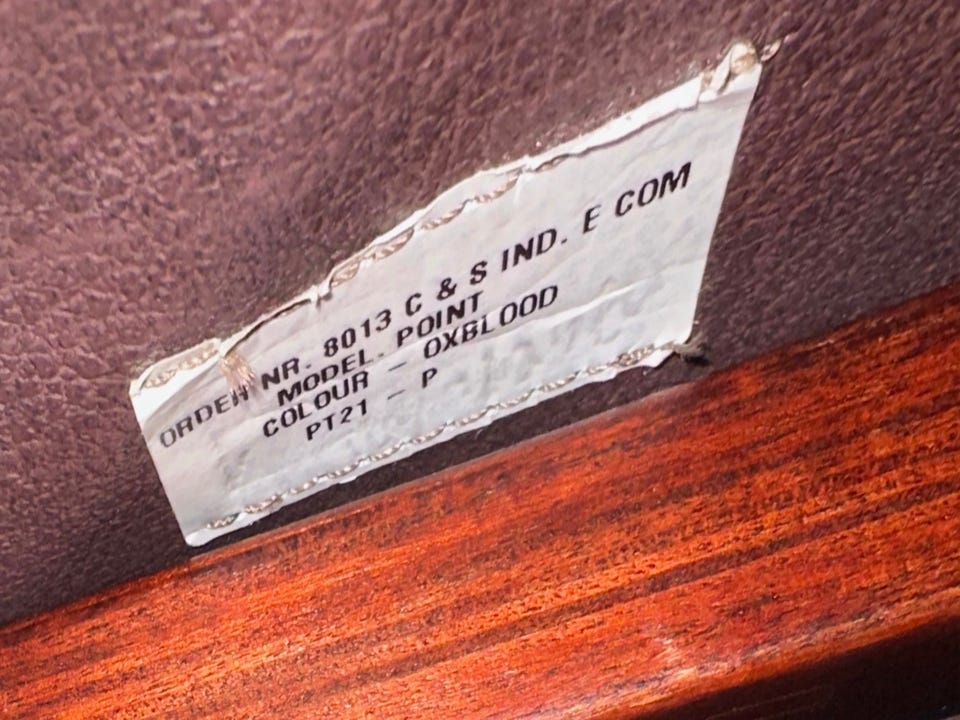 ORDER NR. 8013 C & S IND. E COM
MODEL. POINT
COLOUR - OXBLOOD
PT21 - P